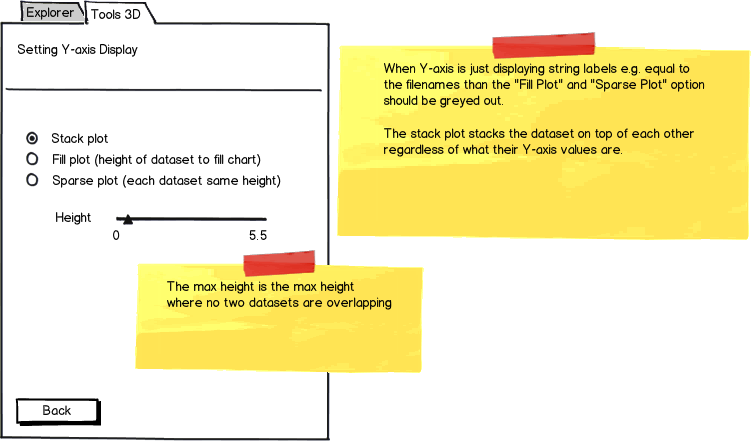 Explorer
Tools 3D
Setting Y-axis Display
Stack plot
Fill plot (height of dataset to fill chart)
Sparse plot (each dataset same height)
Height
0
5.5
Back
When Y-axis is just displaying string labels e.g. equal to
the filenames than the "Fill Plot" and "Sparse Plot" option
should be greyed out.
The stack plot stacks the dataset on top of each other
regardless of what their Y-axis values are.
The max height is the max height
where no two datasets are overlapping